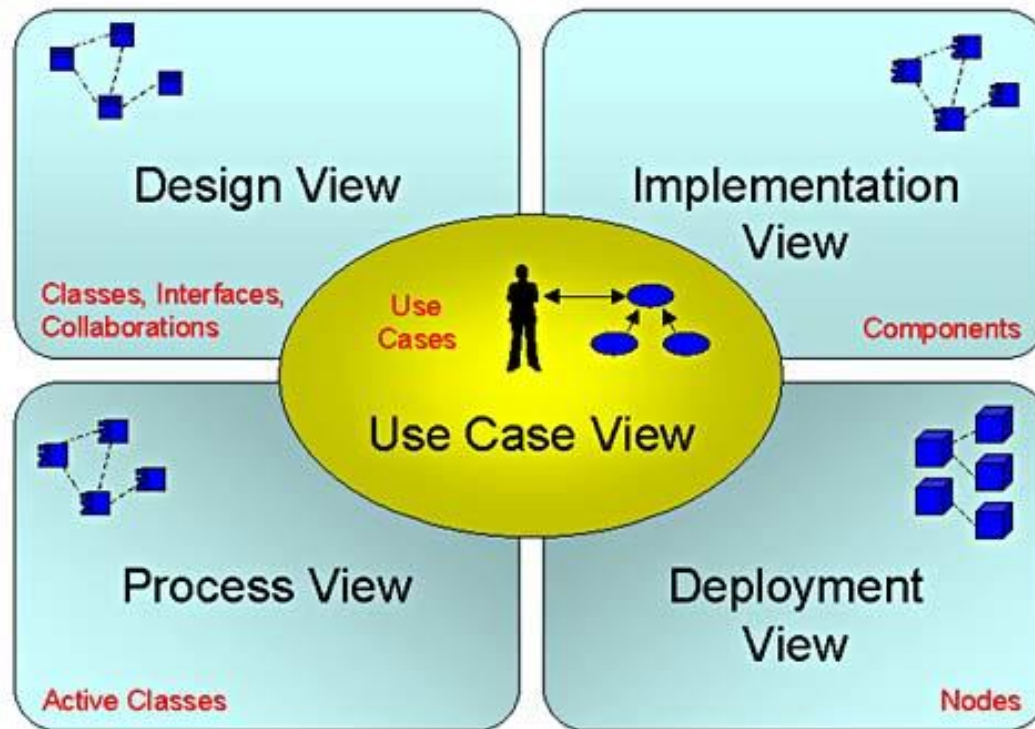 Design View
Classes, Interfaces,
Collaborations
Implementation
View
Components
Use
Cases
Use Case View
Process View
Active Classes
Deployment
View
Nodes